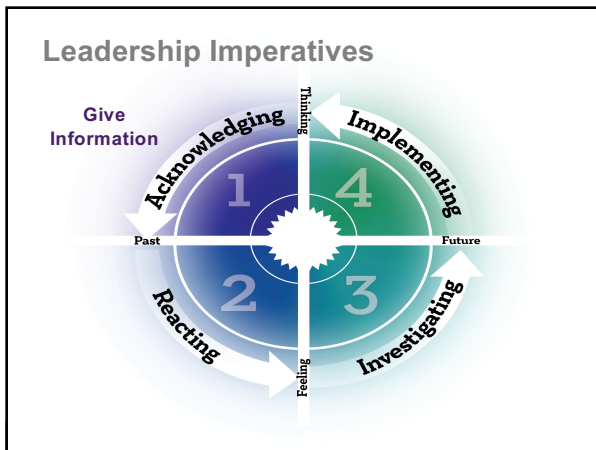 Leadership Imperatives
Give
Information
Thinking
Acknowledging
Implementing
1
4
Past
Future
2
3
Reacting
Investigating
Feeling